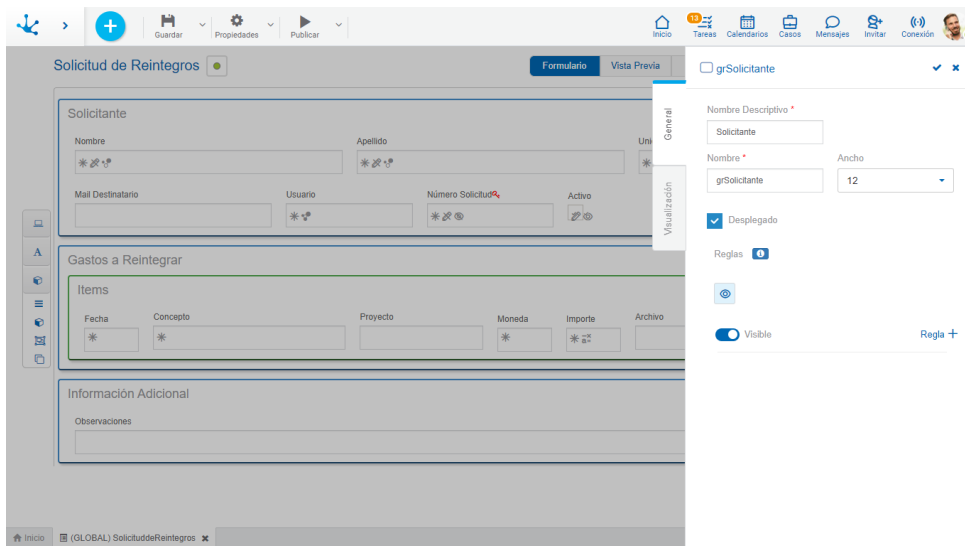 Guardar
Propiedades
Publicar
Inicio
13
Tareas
Calendarios
Casos
Mensajes
Invitar
Conexión
Solicitud de Reintegros
Formulario
Vista Previa
Solicitante
Nombre
Apellido
Uni
Mail Destinatario
Usuario
Número Solicitud
Activo
Gastos a Reintegrar
Items
Fecha
Concepto
Proyecto
Moneda
Importe
Archivo
Información Adicional
Observaciones
Inicio
(GLOBAL) SolicituddeReintegros
General
Visualización
grSolicitante
Nombre Descriptivo *
Solicitante
Nombre *
Ancho
grSolicitante
12
Desplegado
Reglas
Visible
Regla +